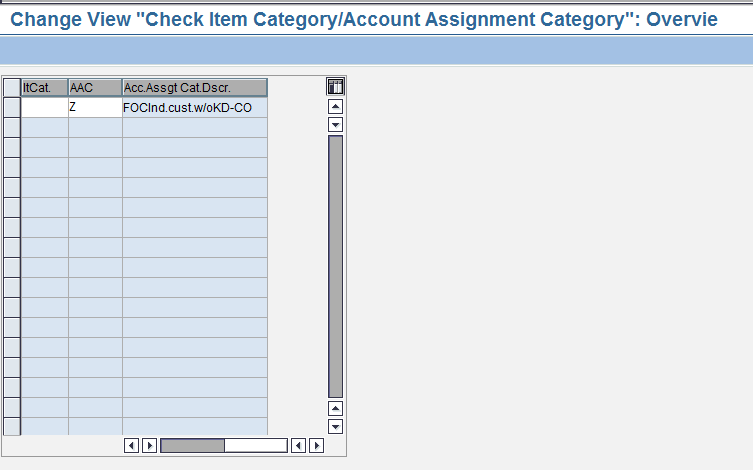 Change View "Check Item Category/Account Assignment Category": Overvie
ItCat. AAC Acc.Assgt Cat.Dscr.
Z FOCInd.cust.w/oKD-CO